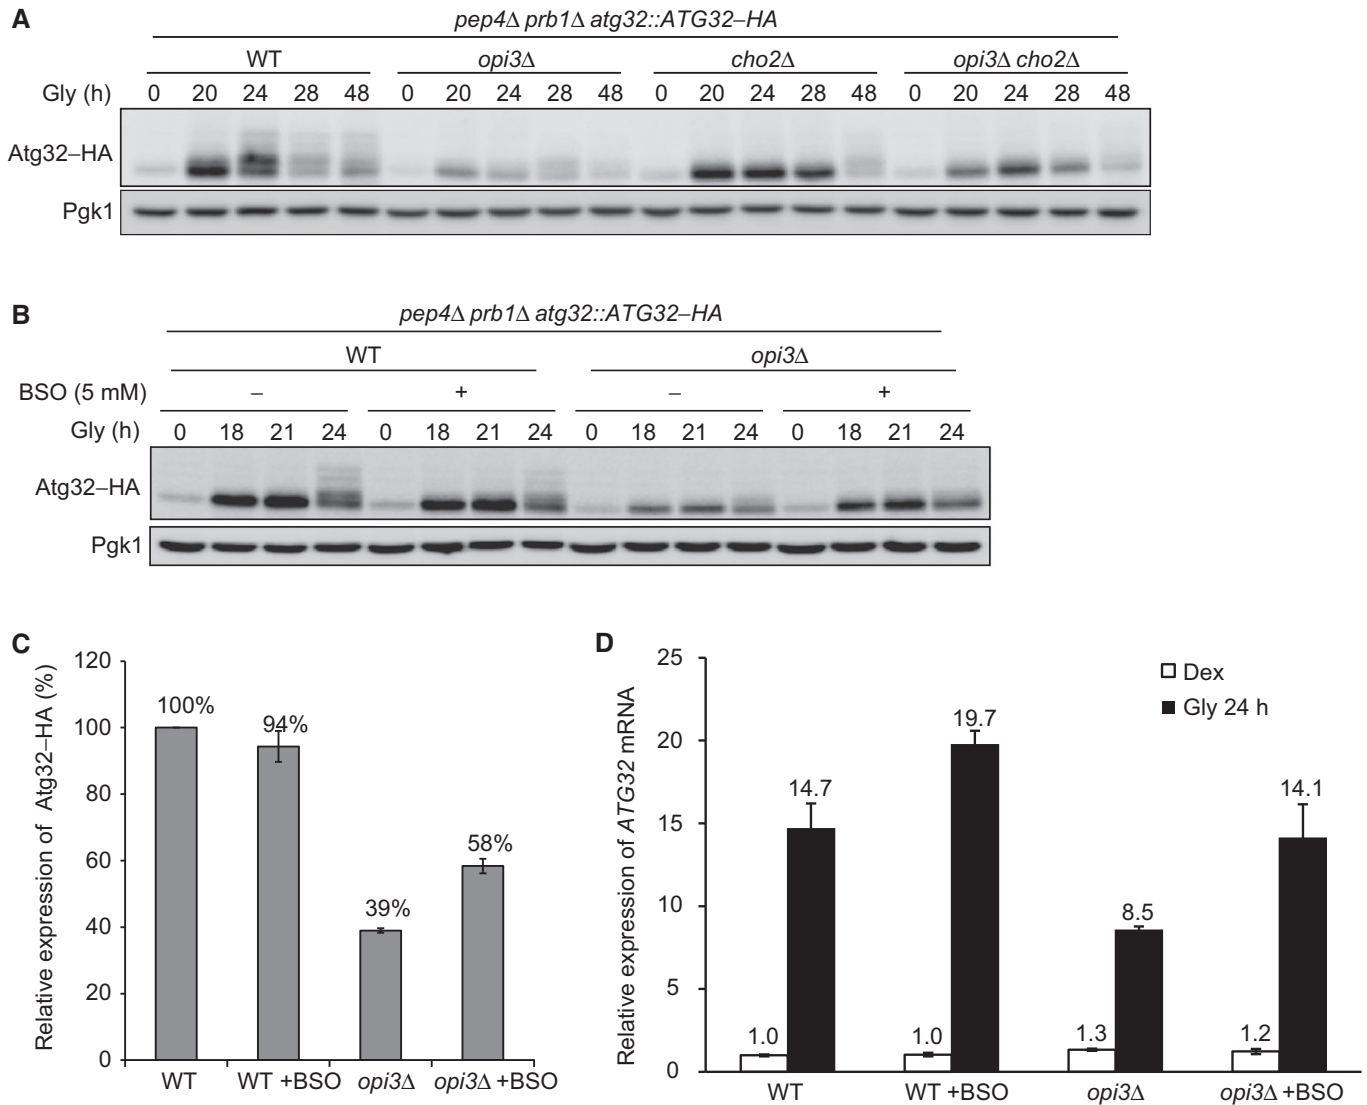 A
pep4Δ prb1Δ atg32::ATG32–HA
WT opi3Δ cho2Δ opi3Δ cho2Δ
Gly (h) 0 20 24 28 48 0 20 24 28 48 0 20 24 28 48 0 20 24 28 48
Atg32–HA
Pgk1
B
pep4Δ prb1Δ atg32::ATG32–HA
WT opi3Δ
BSO (5 mM) – + – +
Gly (h) 0 18 21 24 0 18 21 24 0 18 21 24 0 18 21 24
Atg32–HA
Pgk1
C
Relative expression of Atg32–HA (%)
120
100
80
60
40
20
0
100%
94%
39%
58%
WT WT +BSO opi3Δ opi3Δ +BSO
D
Relative expression of ATG32 mRNA
25
20
15
10
5
0
Dex
Gly 24 h
1.0 14.7 1.0 19.7 1.3 8.5 1.2 14.1
WT WT +BSO opi3Δ opi3Δ +BSO